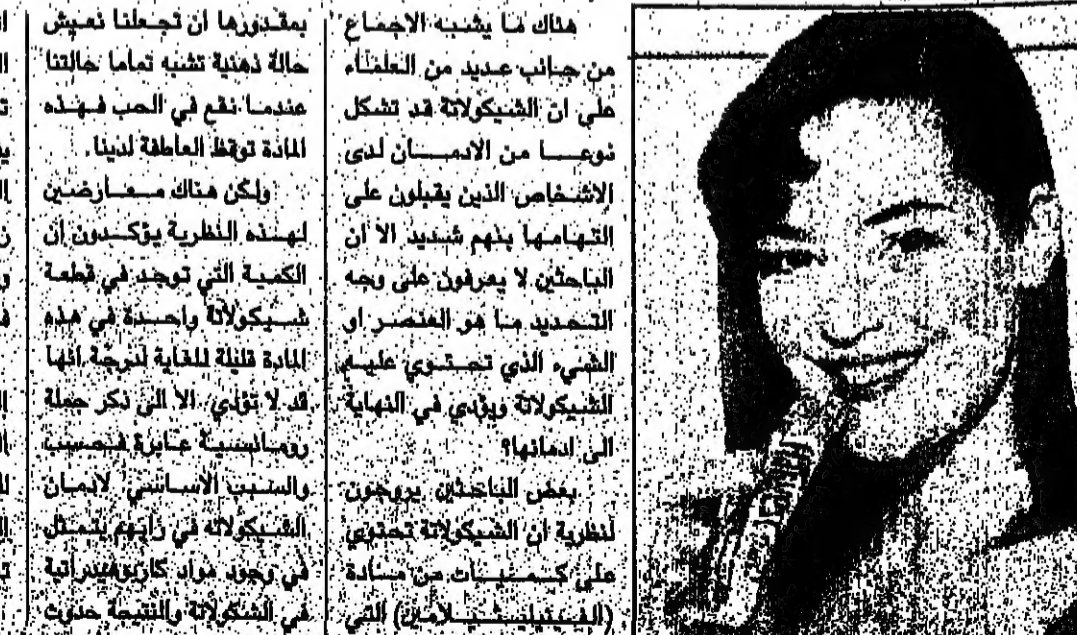 هناك ما يشبه الاجماع
من جانب عديد من العلماء
على ان الشيكولاتة قد تشكل
نوعا من الادمان لدى
الاشخاص الذين يقبلون على
التهامها بنهم شديد الا ان
الباحثين لا يعرفون على وجه
التحديد ما هو العنصر او
الشيء الذي تحتوي عليه
الشيكولاتة ويؤدي في النهاية
الى ادمانها؟
بعض الباحثين يروجون
لنظرية ان الشيكولاتة تحتوي
على كميات من مادة
(الفينيليثيلامين) التي
بمقدورها ان تجعلنا نعيش
حالة ذهنية تشبه تماما حالتنا
عندما نقع في الحب فهذه
المادة توقظ العاطفة لدينا.
ولكن هناك معارضين
لهذه النظرية يؤكدون ان
الكمية التي توجد في قطعة
شيكولاتة واحدة في هذه
المادة قليلة للغاية لدرجة انها
قد لا تؤدي الا الى ذكر جملة
رومانسية عابرة فحسب
والسبب الاساسي لادمان
الشيكولاته في رايهم يتمثل
في وجود مواد كاربوهيدراتية
في الشيكولاتة والنتيجة حدوث